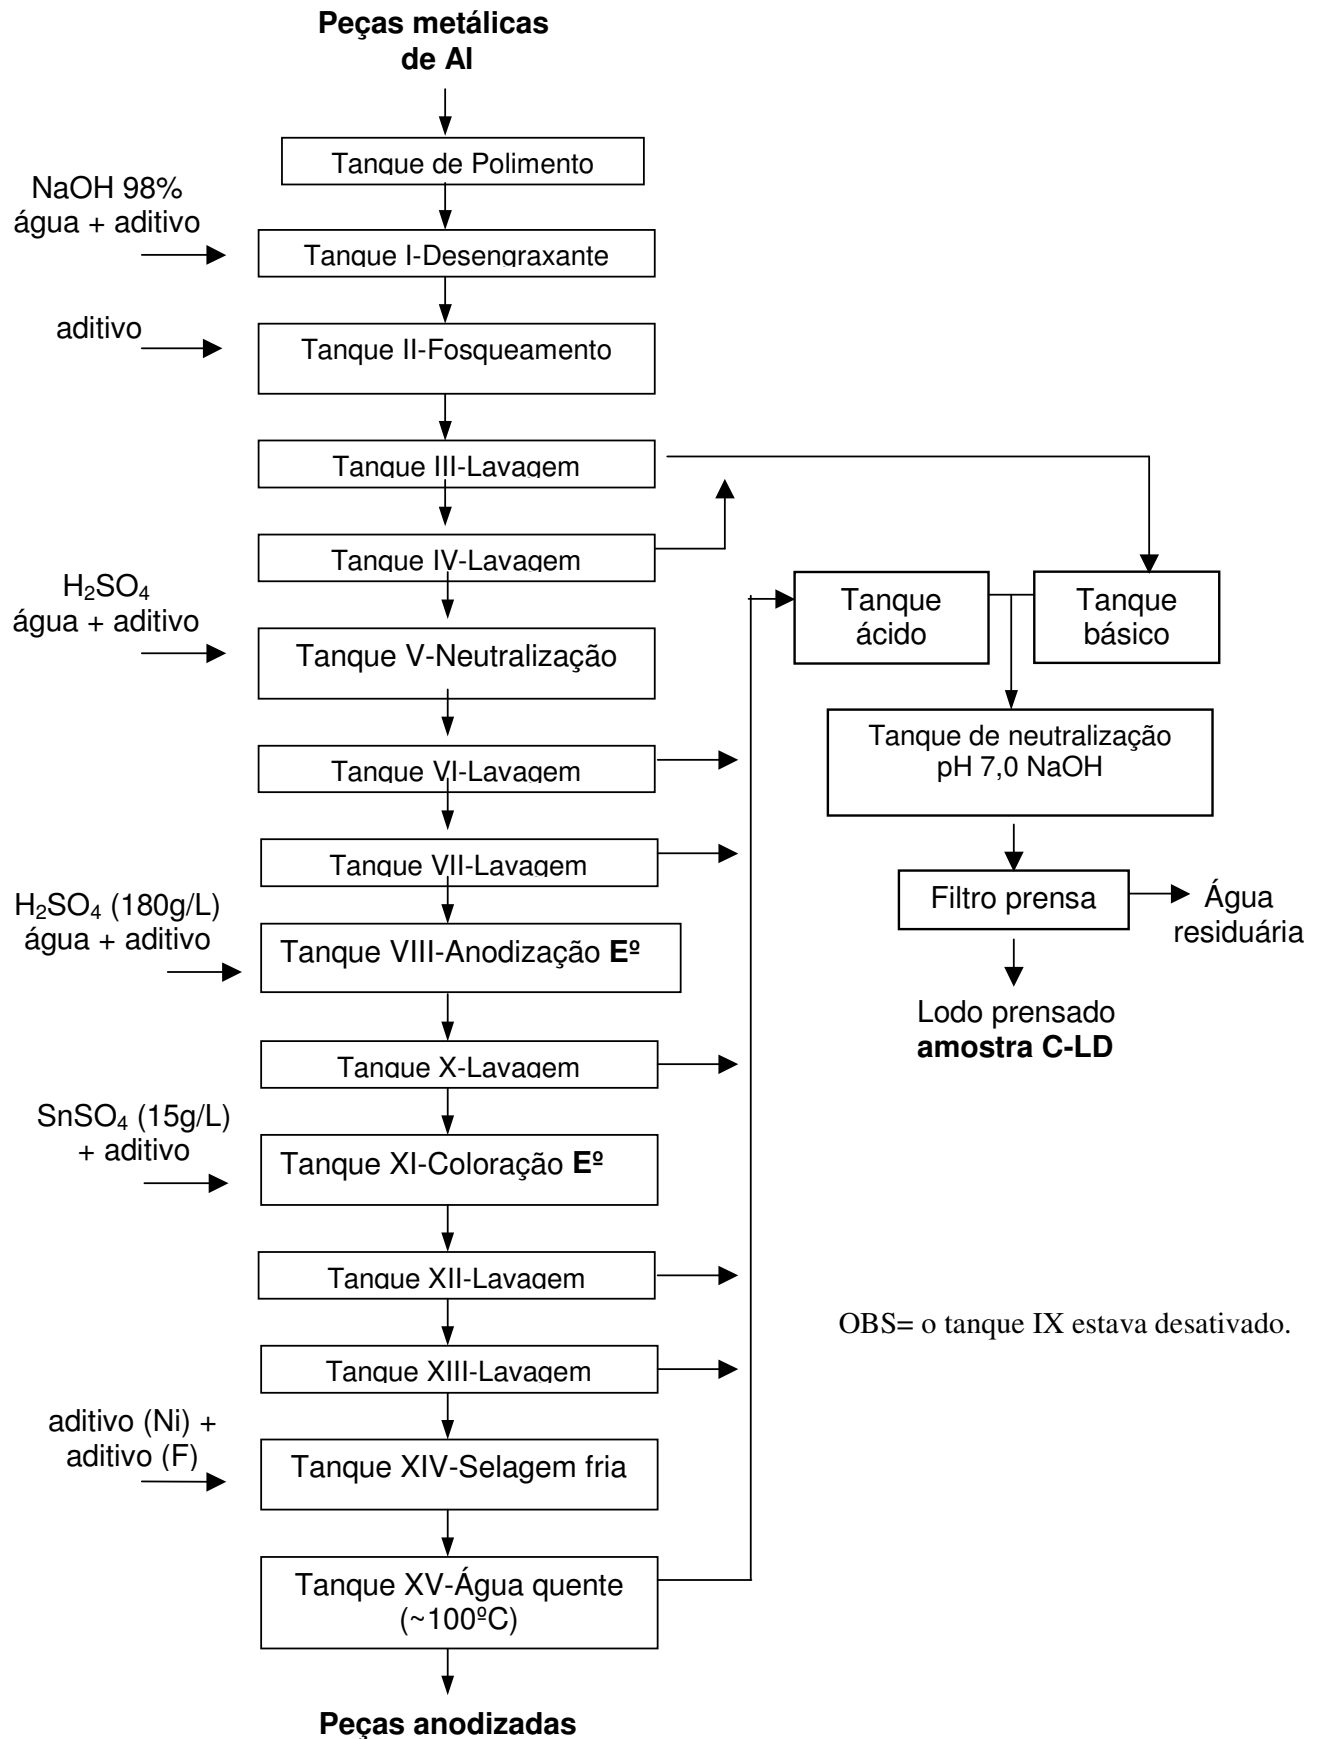 Peças metálicas
de Al
Tanque de Polimento
NaOH 98%
água + aditivo
Tanque I-Desengraxante
aditivo
Tanque II-Fosqueamento
Tanque III-Lavagem
Tanque IV-Lavagem
H₂SO₄
água + aditivo
Tanque V-Neutralização
Tanque VI-Lavagem
Tanque VII-Lavagem
H₂SO₄ (180g/L)
água + aditivo
Tanque VIII-Anodização Eº
Tanque X-Lavagem
SnSO₄ (15g/L)
+ aditivo
Tanque XI-Coloração Eº
Tanque XII-Lavagem
Tanque XIII-Lavagem
aditivo (Ni) +
aditivo (F)
Tanque XIV-Selagem fria
Tanque XV-Água quente
(~100ºC)
Peças anodizadas
Tanque
ácido
Tanque
básico
Tanque de neutralização
pH 7,0 NaOH
Filtro prensa
Água
residuária
Lodo prensado
amostra C-LD
OBS= o tanque IX estava desativado.